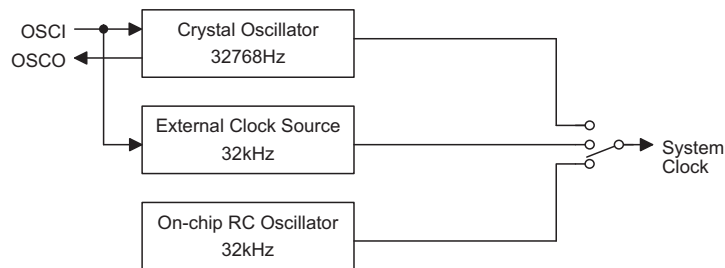 OSCI
OSCO
Crystal Oscillator
32768Hz
External Clock Source
32kHz
On-chip RC Oscillator
32kHz
System
Clock